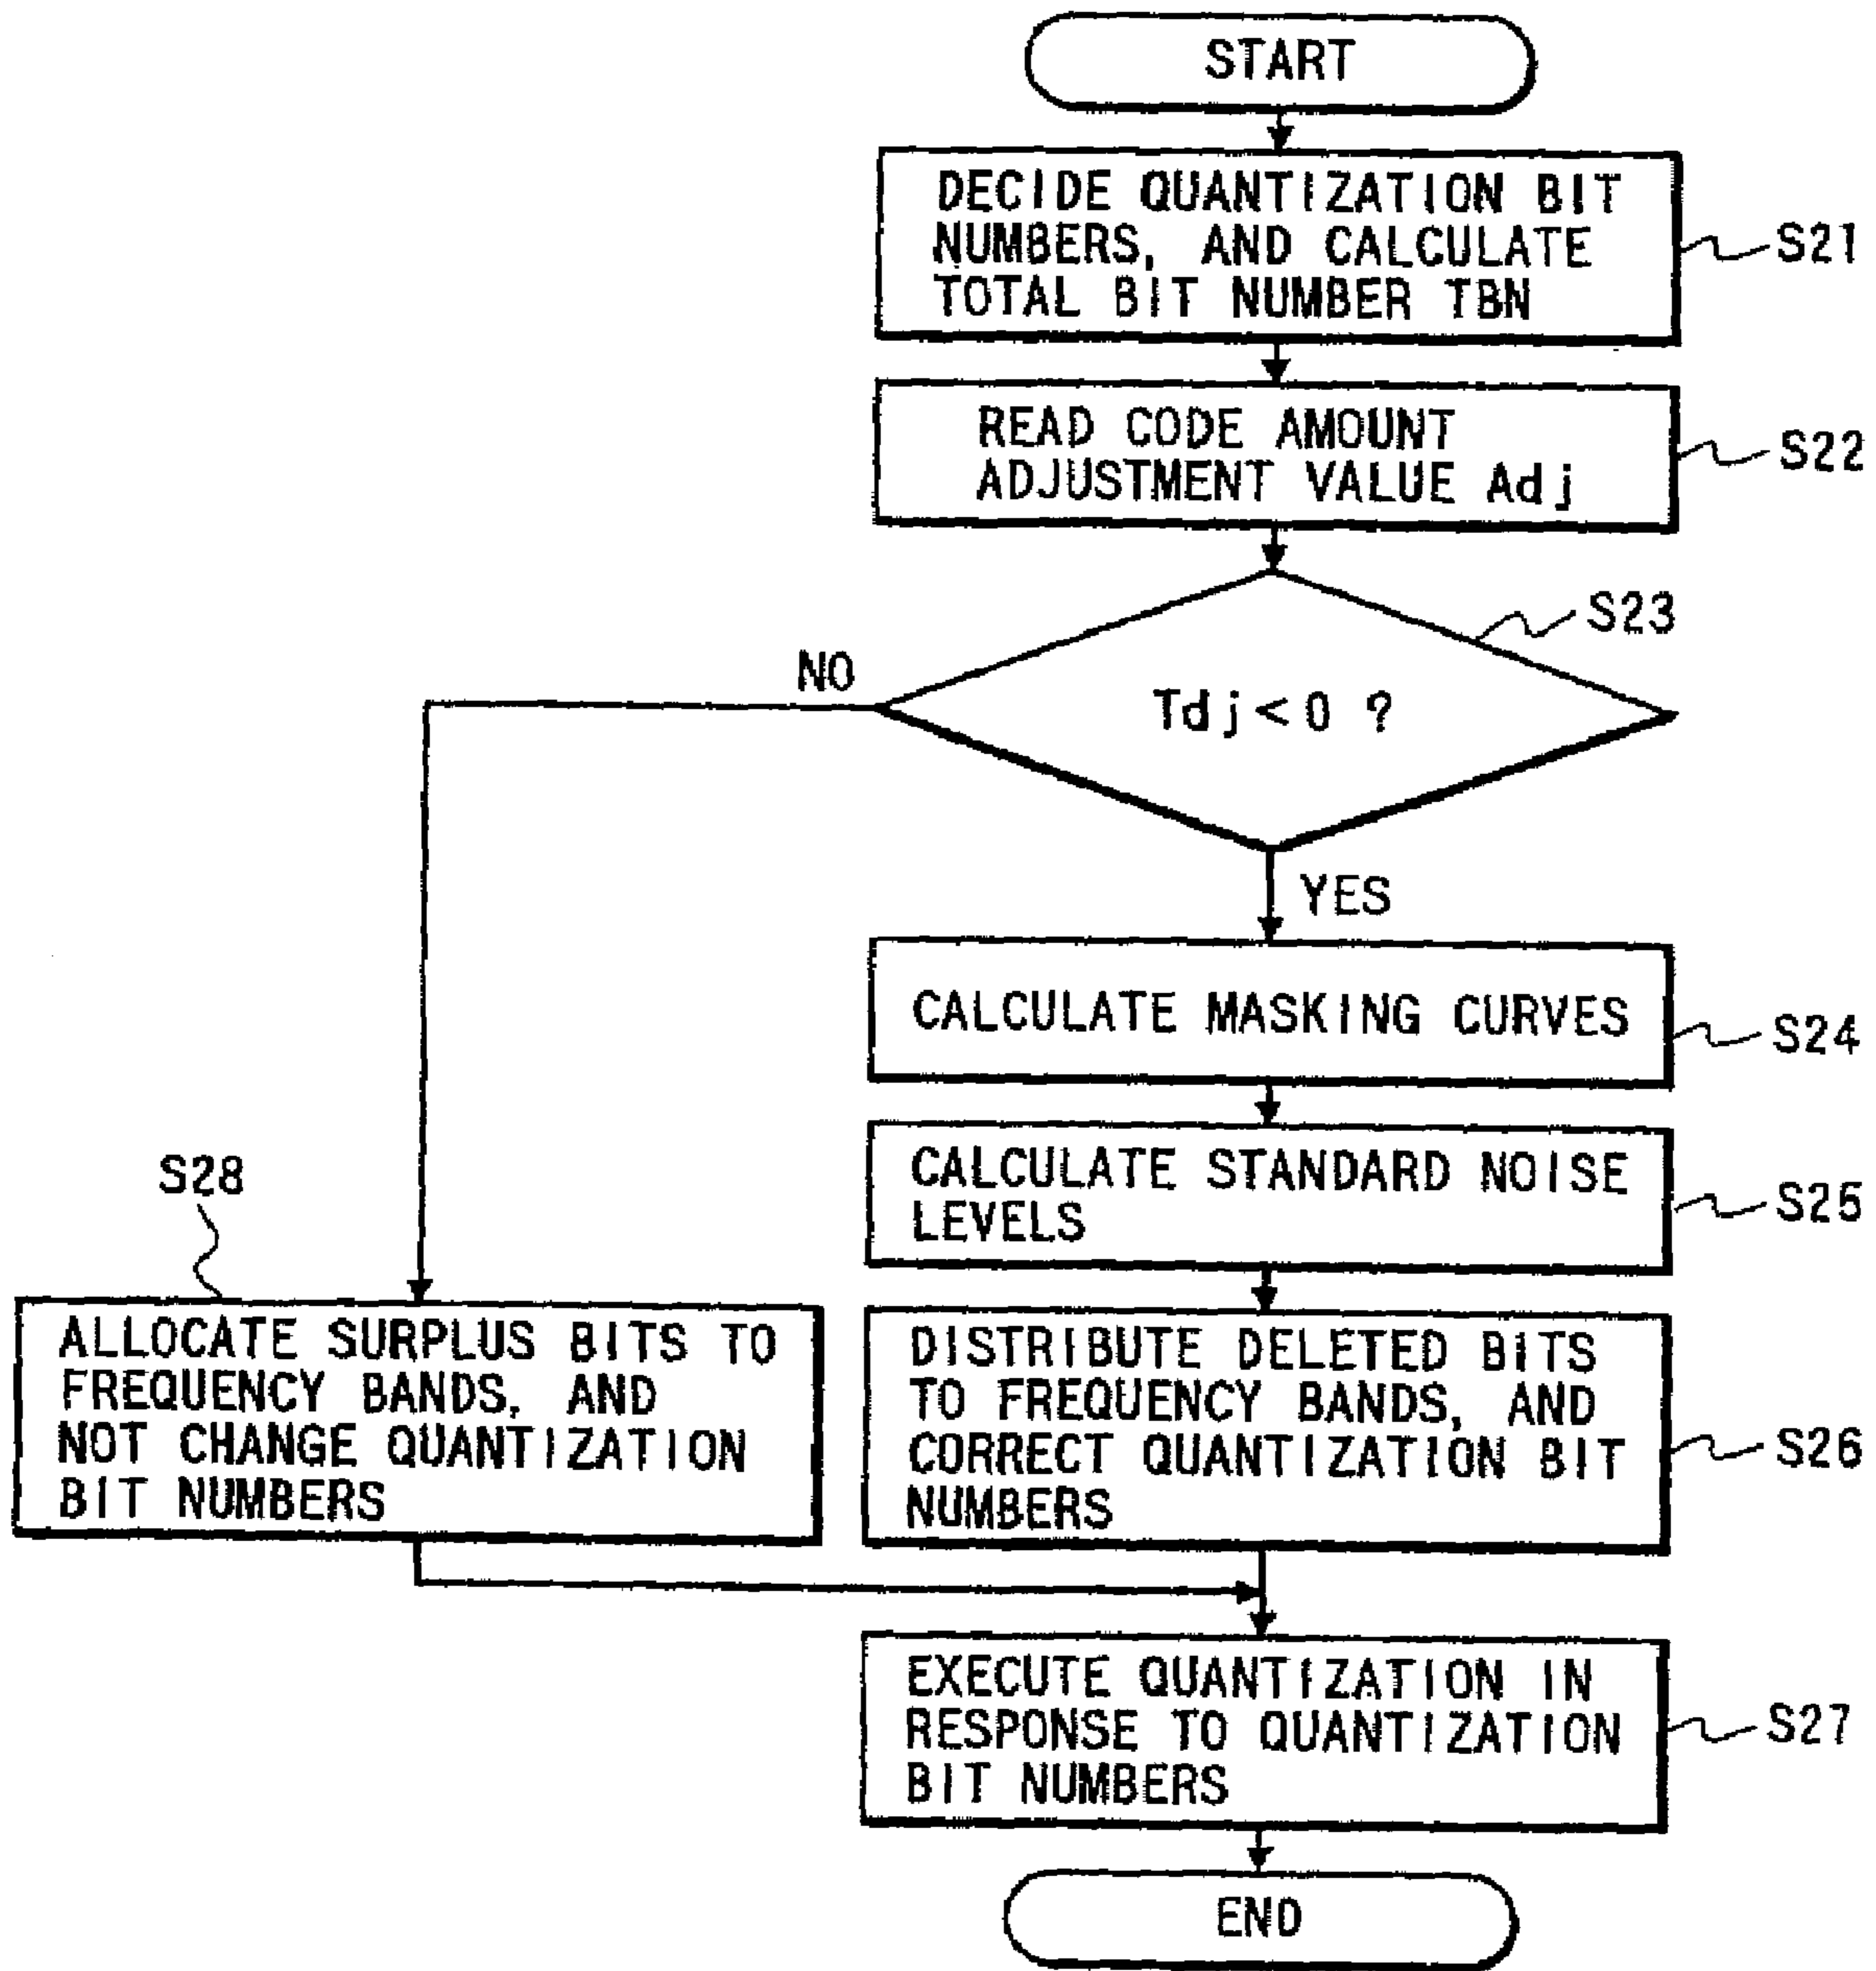 START
DECIDE QUANTIZATION BIT
NUMBERS, AND CALCULATE
TOTAL BIT NUMBER TBN
S21
READ CODE AMOUNT
ADJUSTMENT VALUE Adj
S22
S23
NO
Tdj<0 ?
YES
CALCULATE MASKING CURVES
S24
CALCULATE STANDARD NOISE
LEVELS
S25
S28
ALLOCATE SURPLUS BITS TO
FREQUENCY BANDS, AND
NOT CHANGE QUANTIZATION
BIT NUMBERS
DISTRIBUTE DELETED BITS
TO FREQUENCY BANDS, AND
CORRECT QUANTIZATION BIT
NUMBERS
S26
EXECUTE QUANTIZATION IN
RESPONSE TO QUANTIZATION
BIT NUMBERS
S27
END